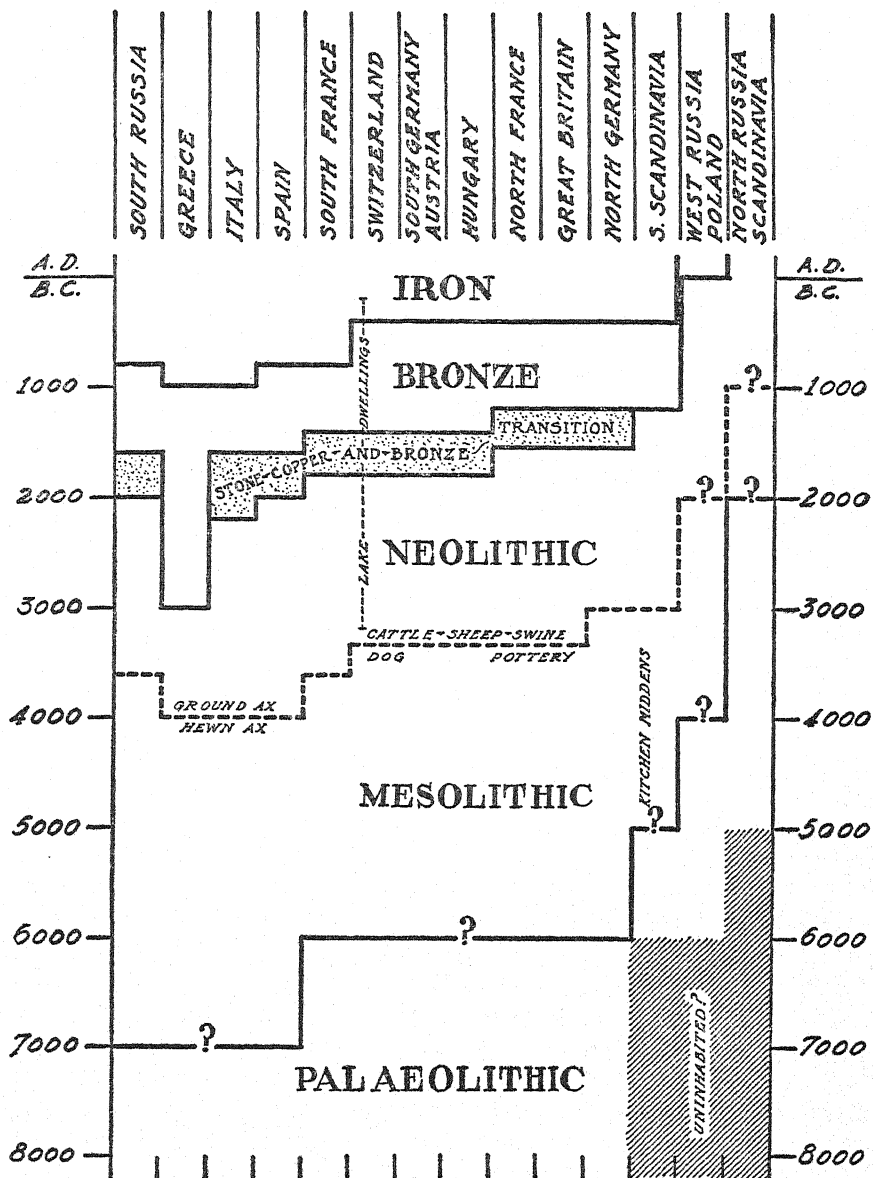 SOUTH RUSSIA
GREECE
ITALY
SPAIN
SOUTH FRANCE
SWITZERLAND
SOUTH GERMANY
AUSTRIA
HUNGARY
NORTH FRANCE
GREAT BRITAIN
NORTH GERMANY
S. SCANDINAVIA
WEST RUSSIA
POLAND
NORTH RUSSIA
SCANDINAVIA
A.D.
B.C.
A.D.
B.C.
IRON
1000
BRONZE
?
1000
STONE-COPPER-AND-BRONZE
TRANSITION
2000
?
?
2000
LAKE-DWELLINGS
NEOLITHIC
3000
3000
CATTLE-SHEEP-SWINE
DOG POTTERY
GROUND AX
HEWN AX
4000
?
4000
KITCHEN MIDDENS
MESOLITHIC
5000
?
5000
6000
?
6000
7000
?
7000
UNINHABITED?
PALAEOLITHIC
8000
8000